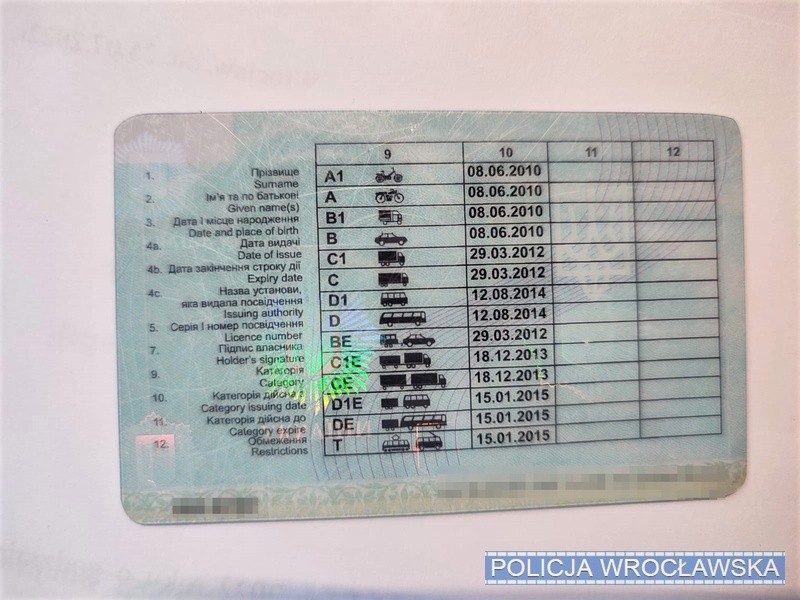 9 10 11 12
1. Прізвище
Surname
2. Ім'я та по батькові
Given name(s)
3. Дата і місце народження
Date and place of birth
4a. Дата видачі
Date of issue
4b. Дата закінчення строку дії
Expiry date
4c. Назва установи,
яка видала посвідчення
Issuing authority
5. Серія і номер посвідчення
Licence number
7. Підпис власника
Holder's signature
9. Категорія
Category
10. Категорія дійсна з
Category issuing date
11. Категорія дійсна до
Category expire
12. Обмеження
Restrictions
A1 08.06.2010
A 08.06.2010
B1 08.06.2010
B 08.06.2010
C1 29.03.2012
C 29.03.2012
D1 12.08.2014
D 12.08.2014
BE 29.03.2012
C1E 18.12.2013
CE 18.12.2013
D1E 15.01.2015
DE 15.01.2015
T 15.01.2015
POLICJA WROCŁAWSKA